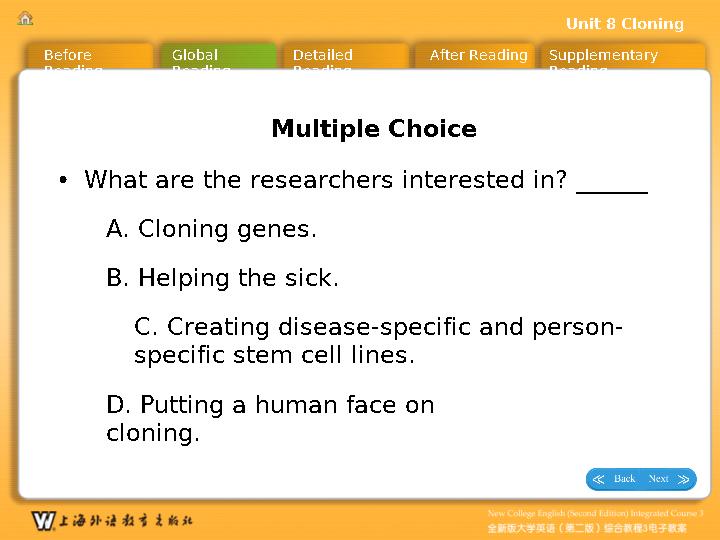 Unit 8 Cloning
Before Reading
Global Reading
Detailed Reading
After Reading
Supplementary Reading
Multiple Choice
• What are the researchers interested in? ______
A. Cloning genes.
B. Helping the sick.
C. Creating disease-specific and person-
specific stem cell lines.
D. Putting a human face on
cloning.
Back Next
上海外语教育出版社
New College English (Second Edition) Integrated Course 3
全新版大学英语（第二版）综合教程3电子教案